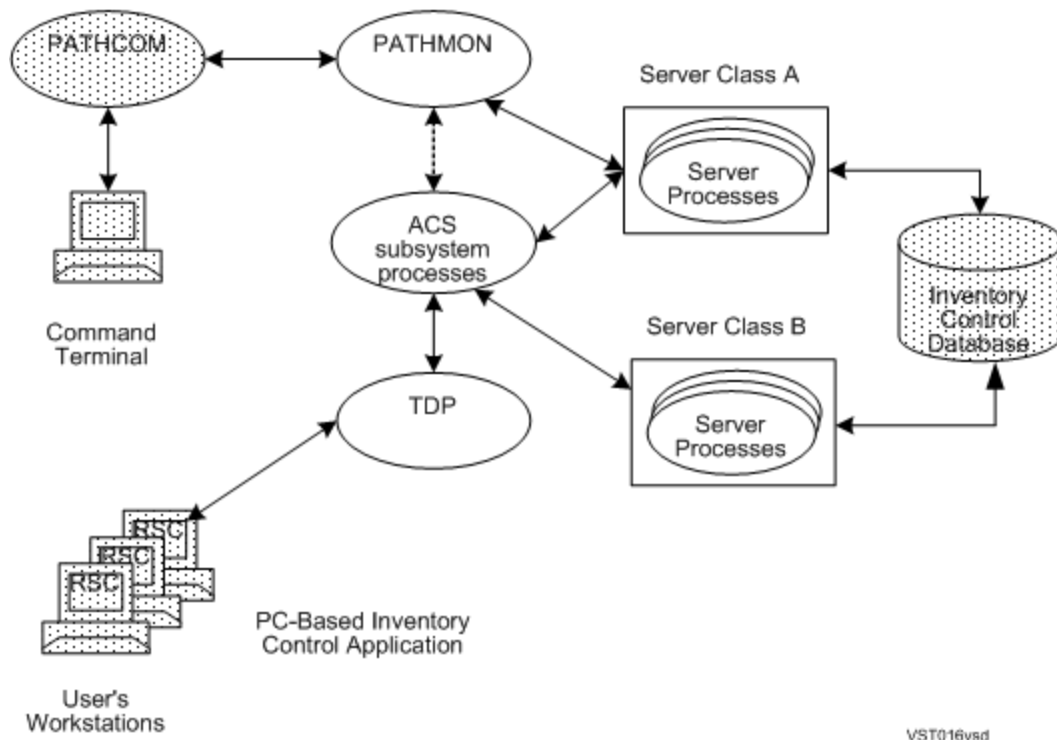 PATHCOM
PATHMON
Server Class A
Server
Processes
ACS
subsystem
processes
Inventory
Control
Database
Command
Terminal
Server Class B
TDP
Server
Processes
RSC
RSC
RSC
PC-Based Inventory
Control Application
User's
Workstations
VST016vsd